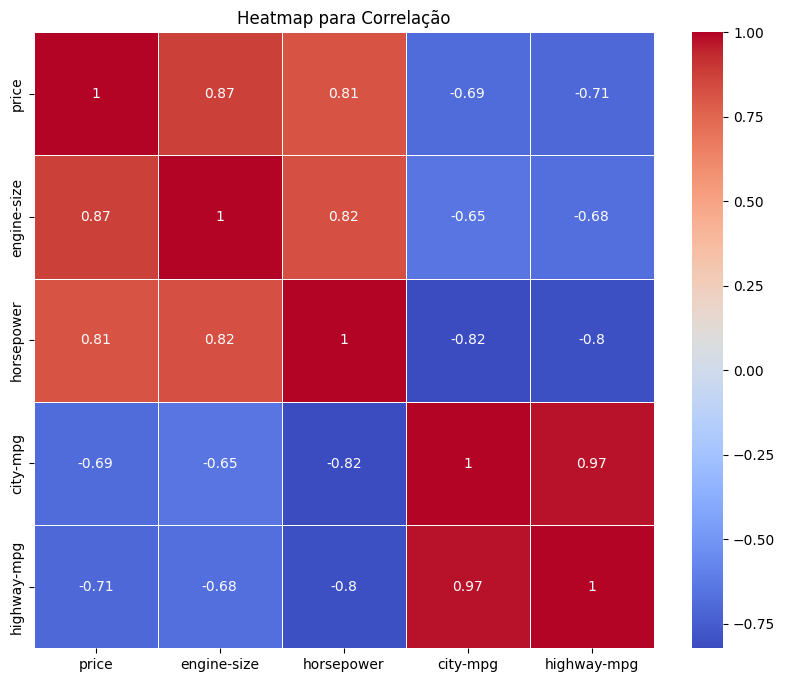 Heatmap para Correlação
price 1 0.87 0.81 -0.69 -0.71
engine-size 0.87 1 0.82 -0.65 -0.68
horsepower 0.81 0.82 1 -0.82 -0.8
city-mpg -0.69 -0.65 -0.82 1 0.97
highway-mpg -0.71 -0.68 -0.8 0.97 1
price engine-size horsepower city-mpg highway-mpg
1.00
0.75
0.50
0.25
0.00
−0.25
−0.50
−0.75